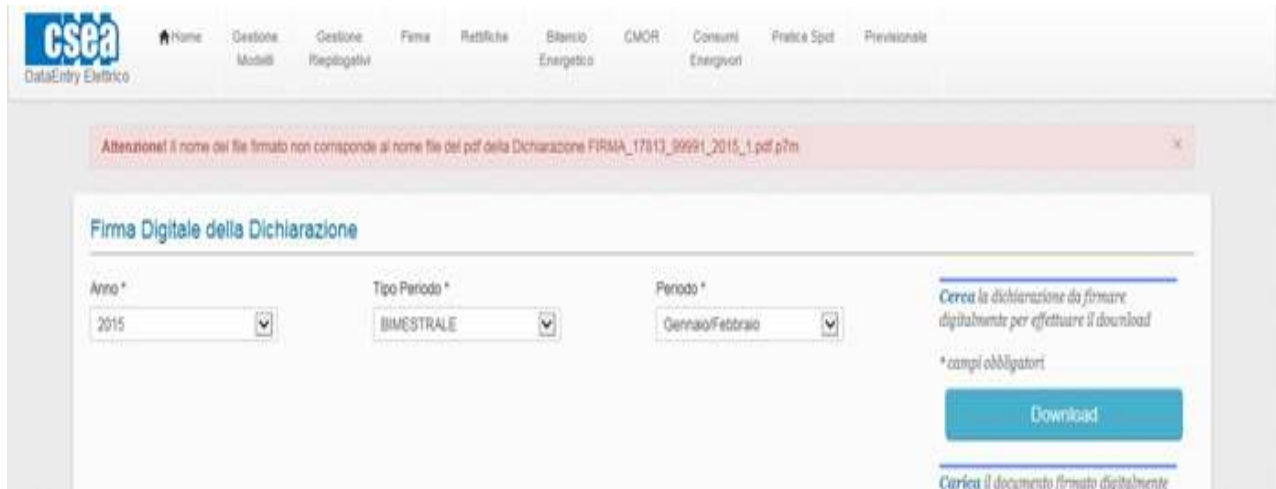 csea
DataEntry Elettrico
Home
Gestione Modelli
Gestione Riepilogativi
Firma
Rettifiche
Bilancio Energetico
CMOR
Consumi Energivori
Pratica Spot
Previsionale
Attenzione! Il nome del file firmato non corrisponde al nome file del pdf della Dichiarazione FIRMA_17813_99991_2015_1.pdf.p7m
×
Firma Digitale della Dichiarazione
Anno *
Tipo Periodo *
Periodo *
2015
BIMESTRALE
Gennaio/Febbraio
Cerca la dichiarazione da firmare
digitalmente per effettuare il download
* campi obbligatori
Download
Carica il documento firmato digitalmente